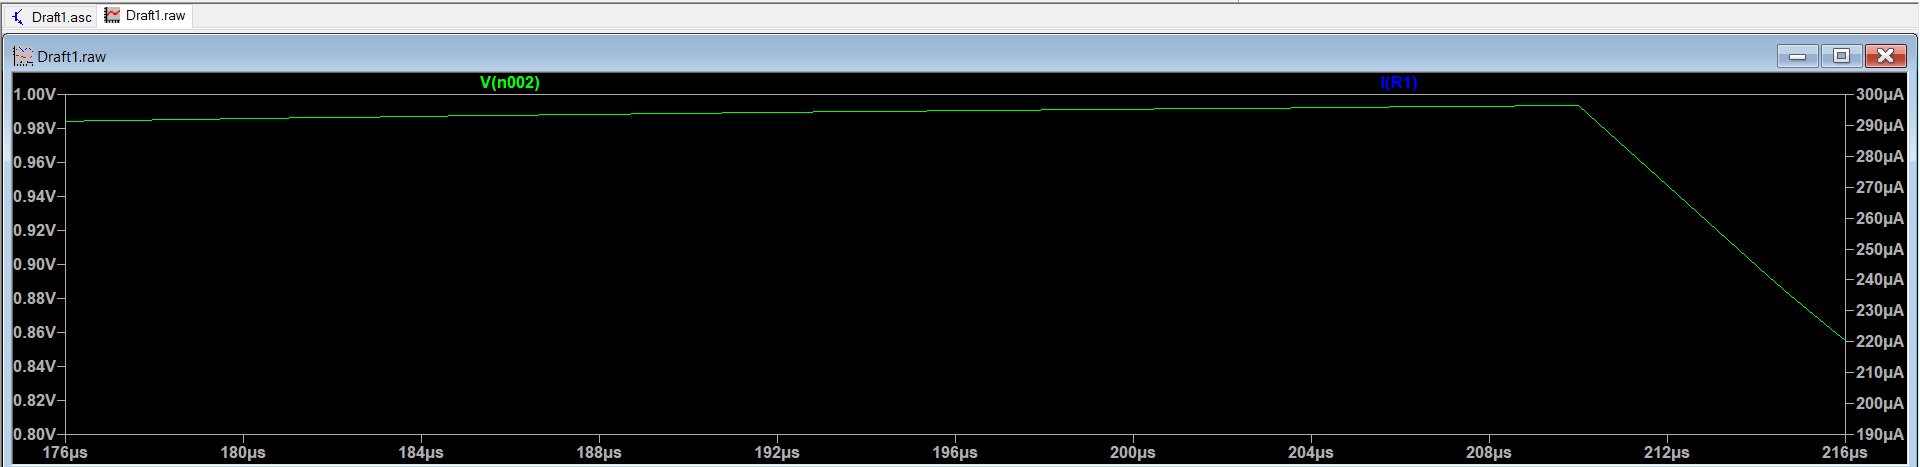 Draft1.asc Draft1.raw
Draft1.raw
V(n002) I(R1)
1.00V 300µA
0.98V 290µA
0.96V 280µA
0.94V 270µA
0.92V 260µA
0.90V 250µA
0.88V 240µA
0.86V 230µA
0.84V 220µA
0.82V 210µA
0.80V 200µA
190µA
176µs 180µs 184µs 188µs 192µs 196µs 200µs 204µs 208µs 212µs 216µs